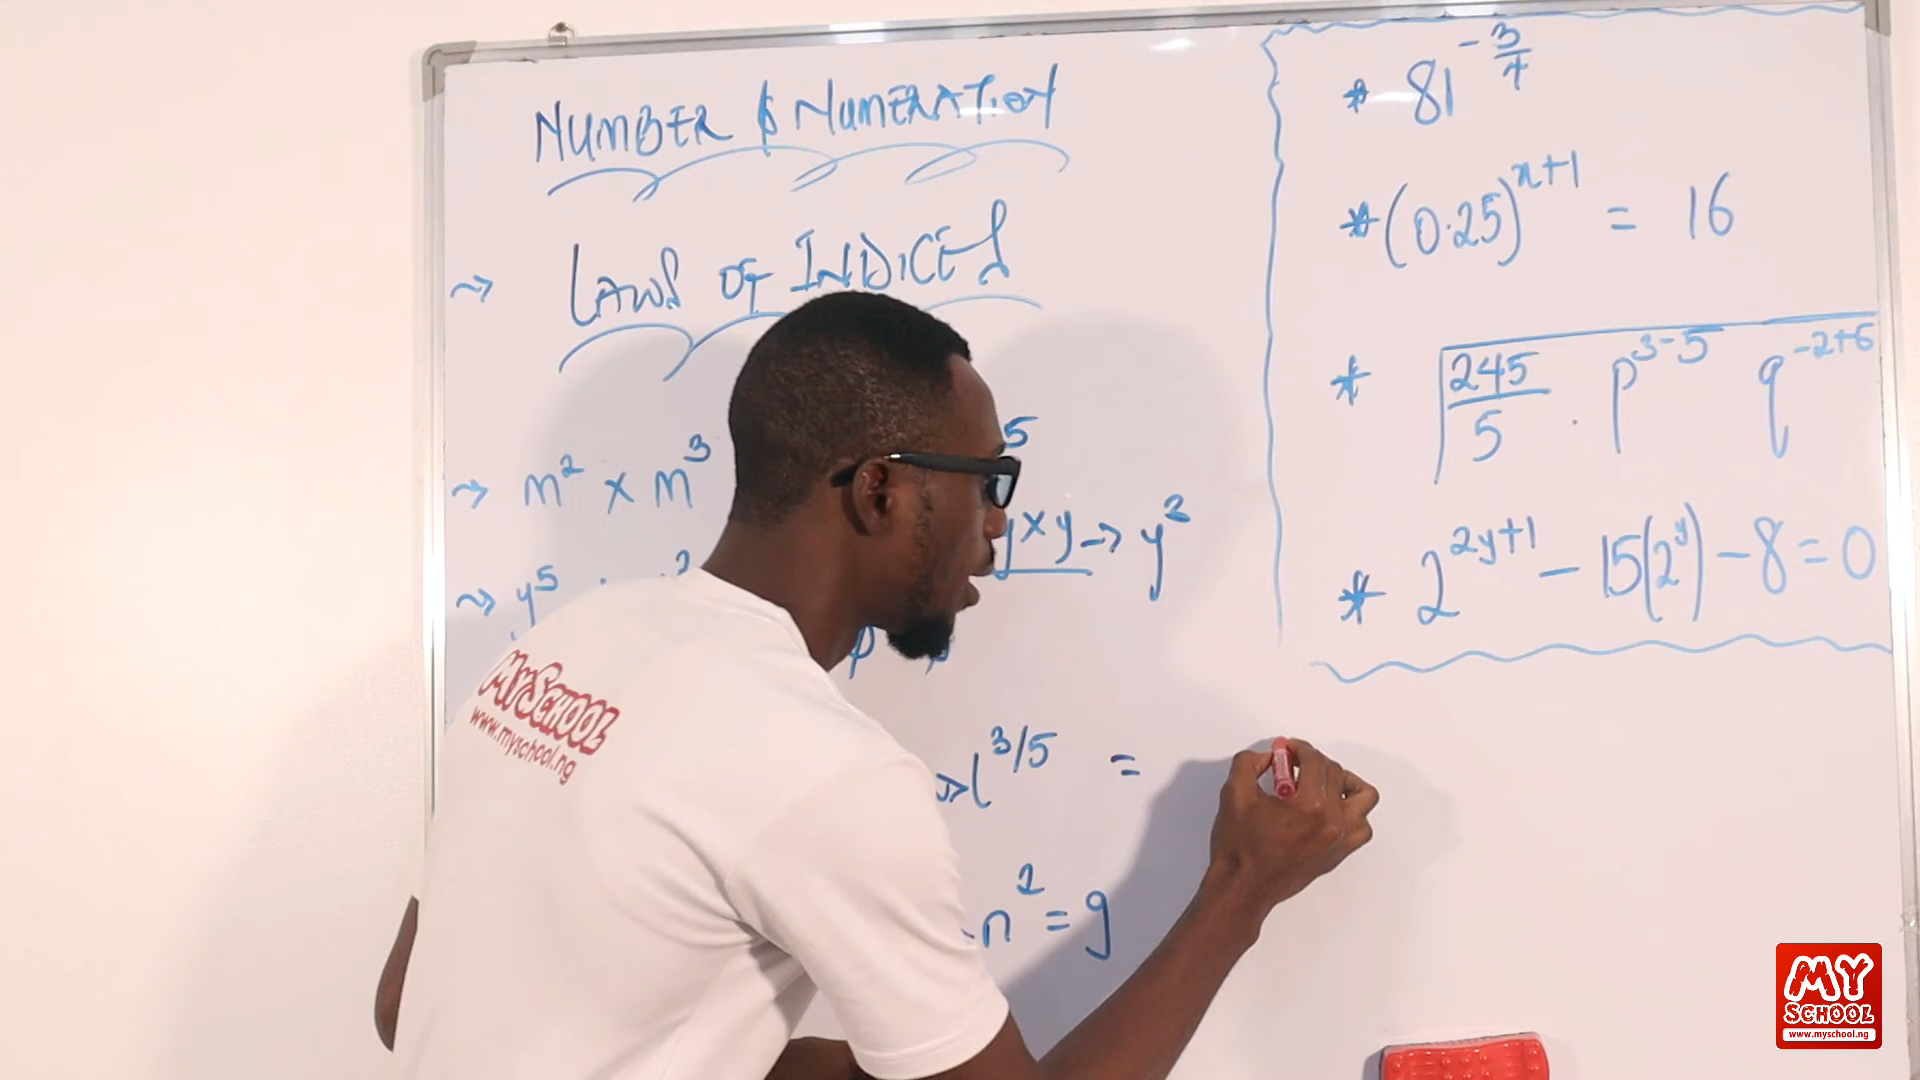 NUMBER & NUMERATION
→ LAWS OF INDICES
→ m² × m³ 5
y×y → y²
→ y⁵
p
→ l^3/5 =
n² = g
* 81^-3/4
* (0.25)^x+1 = 16
* √245/5 . p^3-5 q^-2+6
* 2^2y+1 - 15(2^y) - 8 = 0
MYSCHOOL
www.myschool.ng
MY
SCHOOL
www.myschool.ng